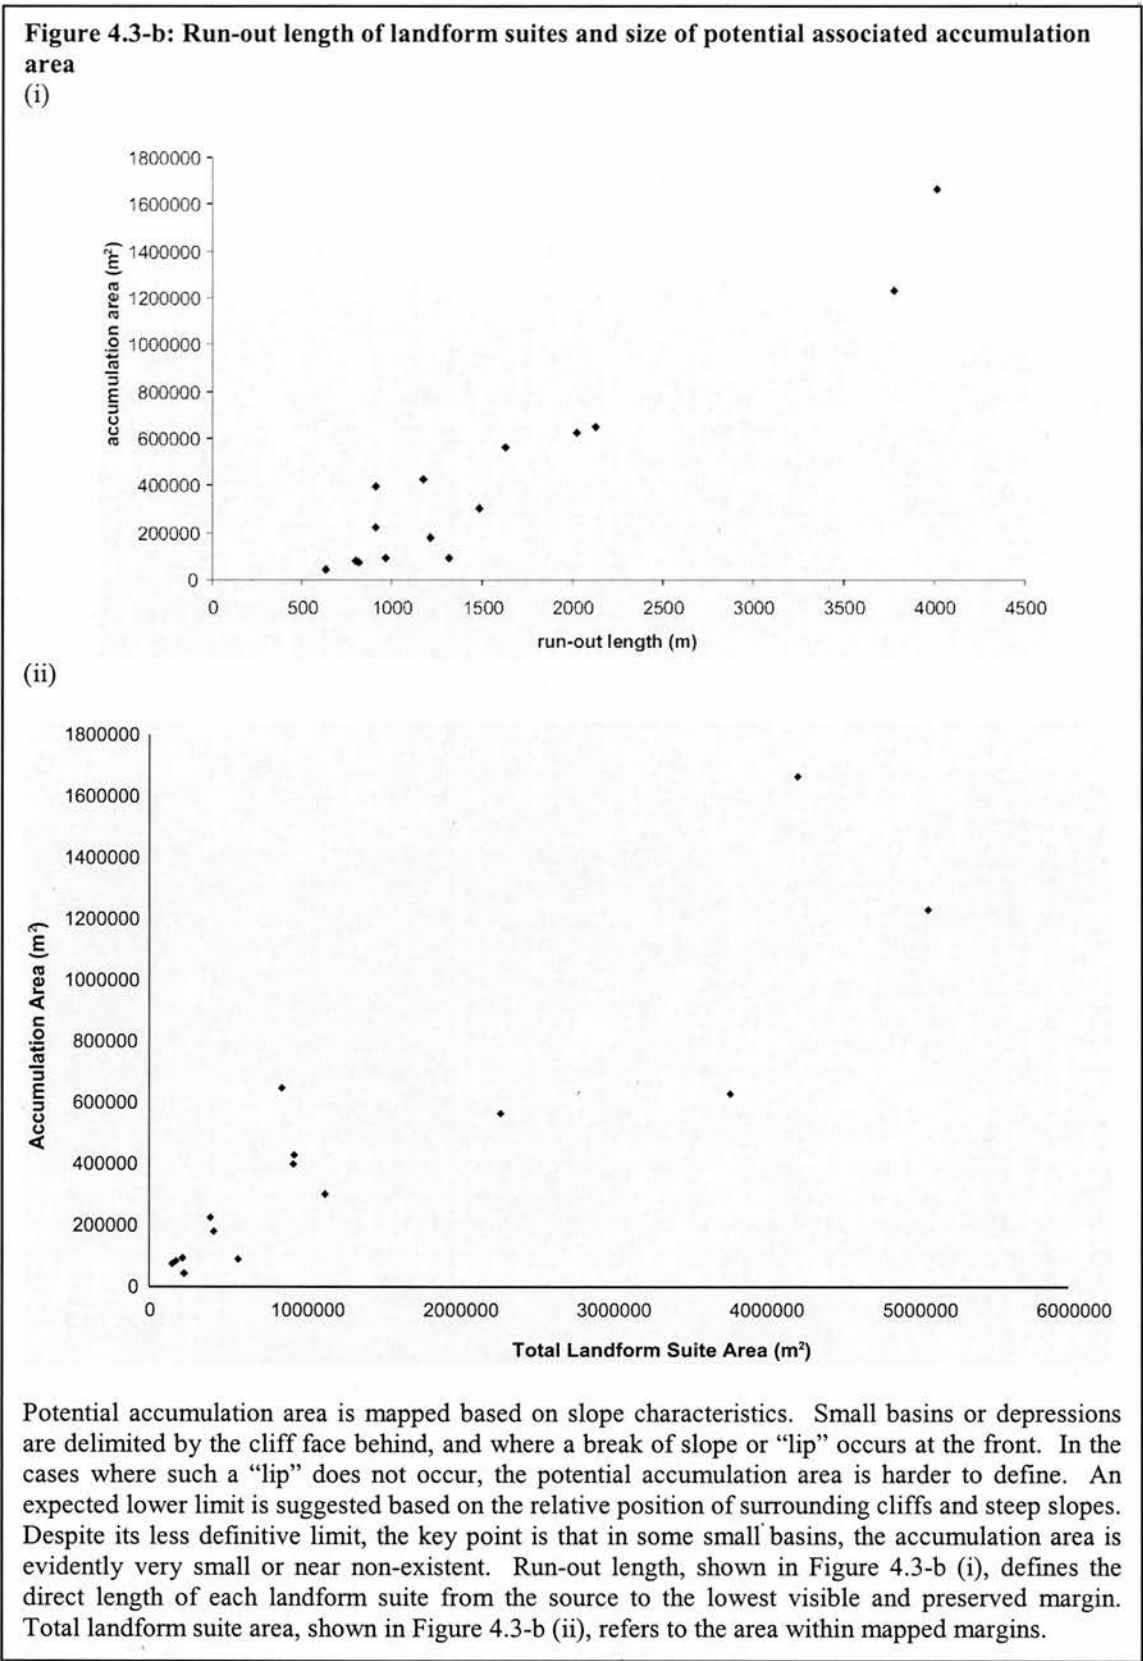 Figure 4.3-b: Run-out length of landform suites and size of potential associated accumulation
area
(i)
1800000
1600000
1400000
1200000
1000000
800000
600000
400000
200000
0
accumulation area (m²)
0 500 1000 1500 2000 2500 3000 3500 4000 4500
run-out length (m)
(ii)
1800000
1600000
1400000
1200000
1000000
800000
600000
400000
200000
0
Accumulation Area (m²)
0 1000000 2000000 3000000 4000000 5000000 6000000
Total Landform Suite Area (m²)
Potential accumulation area is mapped based on slope characteristics. Small basins or depressions
are delimited by the cliff face behind, and where a break of slope or “lip” occurs at the front. In the
cases where such a “lip” does not occur, the potential accumulation area is harder to define. An
expected lower limit is suggested based on the relative position of surrounding cliffs and steep slopes.
Despite its less definitive limit, the key point is that in some small basins, the accumulation area is
evidently very small or near non-existent. Run-out length, shown in Figure 4.3-b (i), defines the
direct length of each landform suite from the source to the lowest visible and preserved margin.
Total landform suite area, shown in Figure 4.3-b (ii), refers to the area within mapped margins.